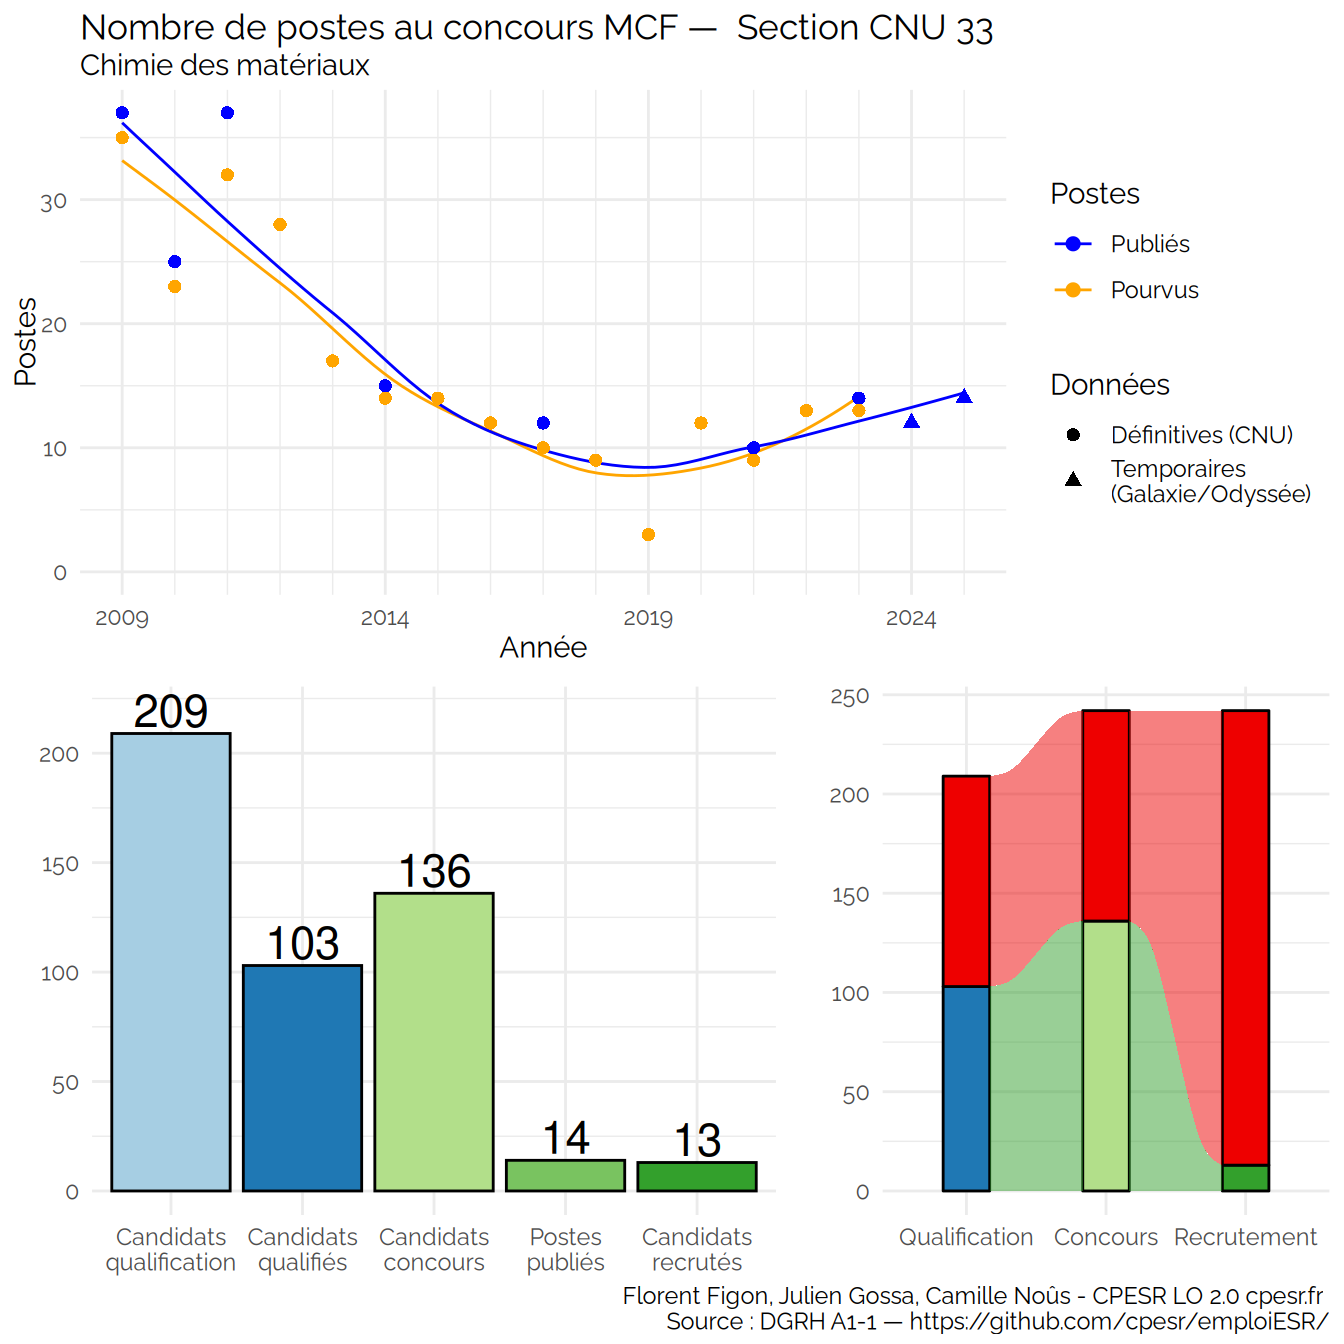 Nombre de postes au concours MCF — Section CNU 33
Chimie des matériaux
Postes
30
20
10
0
2009
2014
2019
2024
Année
Postes
Publiés
Pourvus
Données
Définitives (CNU)
Temporaires
(Galaxie/Odyssée)
200
150
100
50
0
209
103
136
14
13
Candidats
qualification
Candidats
qualifiés
Candidats
concours
Postes
publiés
Candidats
recrutés
250
200
150
100
50
0
Qualification
Concours
Recrutement
Florent Figon, Julien Gossa, Camille Noûs - CPESR LO 2.0 cpesr.fr
Source : DGRH A1-1 — https://github.com/cpesr/emploiESR/